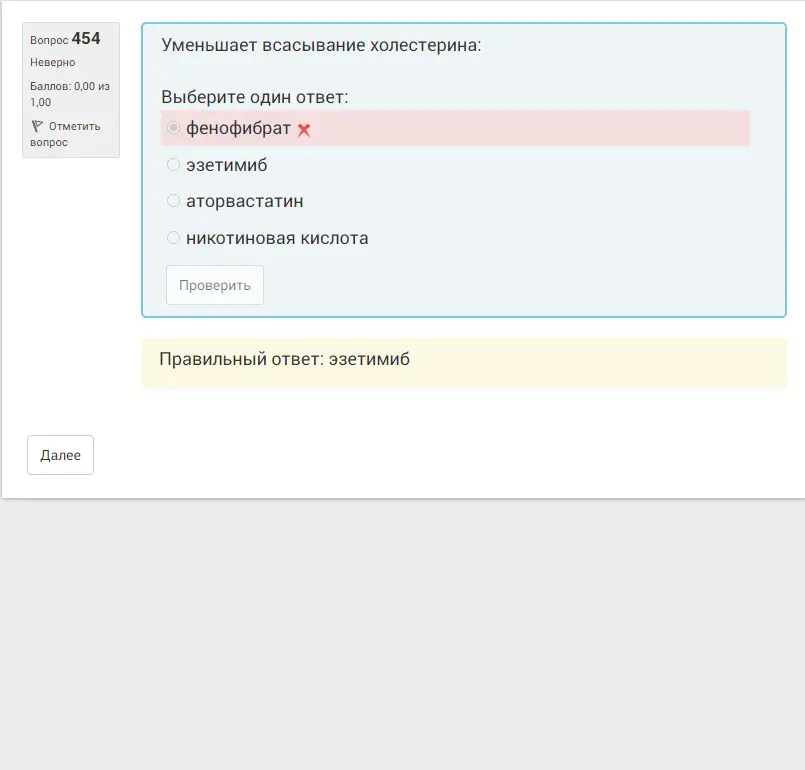 Вопрос 454
Неверно
Баллов: 0,00 из
1,00
Отметить
вопрос
Уменьшает всасывание холестерина:
Выберите один ответ:
фенофибрат
эзетимиб
аторвастатин
никотиновая кислота
Проверить
Правильный ответ: эзетимиб
Далее